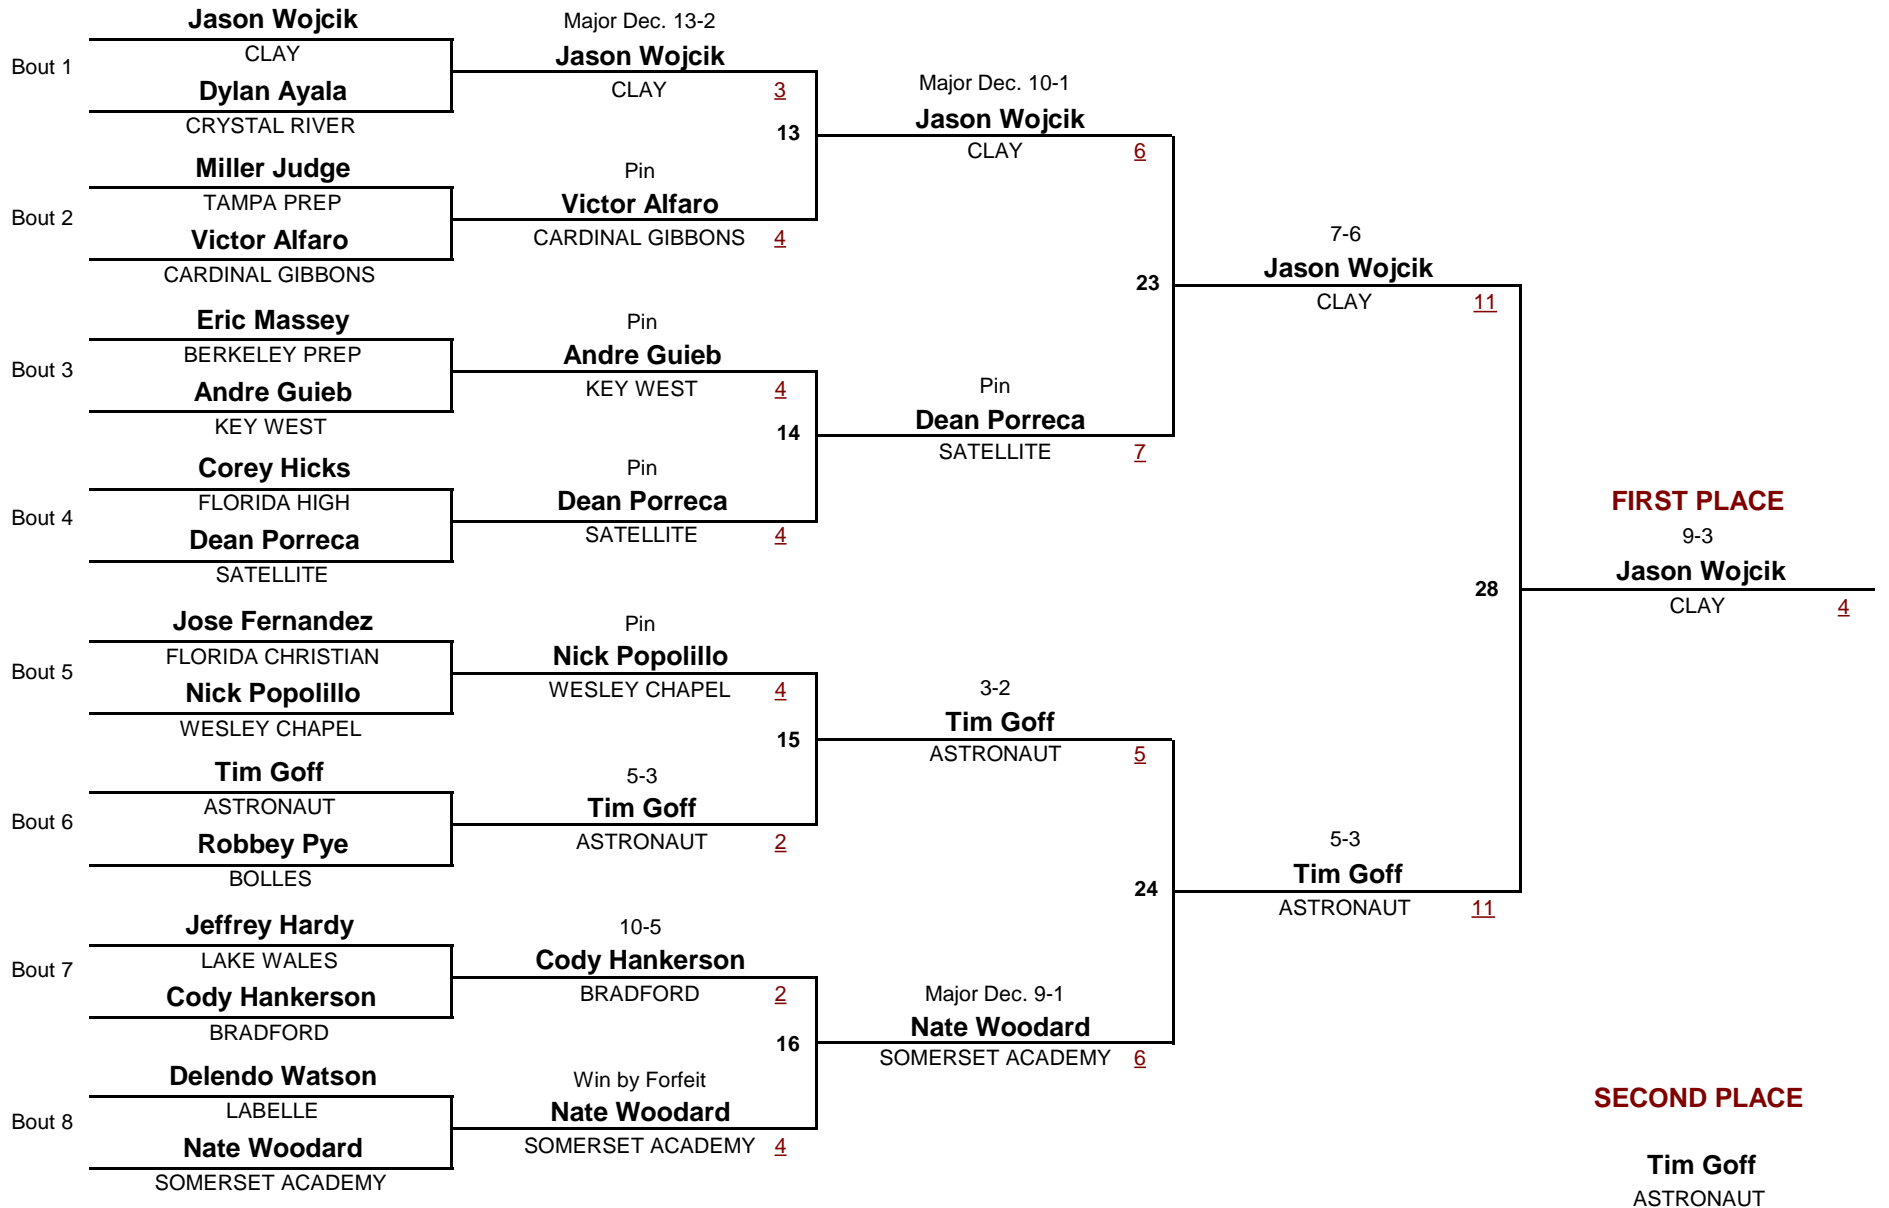 Jason Wojcik
Bout 1
CLAY
Dylan Ayala
CRYSTAL RIVER
Miller Judge
Bout 2
TAMPA PREP
Victor Alfaro
CARDINAL GIBBONS
Eric Massey
Bout 3
BERKELEY PREP
Andre Guieb
KEY WEST
Corey Hicks
Bout 4
FLORIDA HIGH
Dean Porreca
SATELLITE
Jose Fernandez
Bout 5
FLORIDA CHRISTIAN
Nick Popolillo
WESLEY CHAPEL
Tim Goff
Bout 6
ASTRONAUT
Robbey Pye
BOLLES
Jeffrey Hardy
Bout 7
LAKE WALES
Cody Hankerson
BRADFORD
Delendo Watson
Bout 8
LABELLE
Nate Woodard
SOMERSET ACADEMY
Major Dec. 13-2
Jason Wojcik
CLAY 3
13
Pin
Victor Alfaro
CARDINAL GIBBONS 4
Pin
Andre Guieb
KEY WEST 4
14
Pin
Dean Porreca
SATELLITE 4
Pin
Nick Popolillo
WESLEY CHAPEL 4
15
5-3
Tim Goff
ASTRONAUT 2
10-5
Cody Hankerson
BRADFORD 2
16
Win by Forfeit
Nate Woodard
SOMERSET ACADEMY 4
Major Dec. 10-1
Jason Wojcik
CLAY 6
23
Pin
Dean Porreca
SATELLITE 7
3-2
Tim Goff
ASTRONAUT 5
24
Major Dec. 9-1
Nate Woodard
SOMERSET ACADEMY 6
7-6
Jason Wojcik
CLAY 11
28
5-3
Tim Goff
ASTRONAUT 11
FIRST PLACE
9-3
Jason Wojcik
CLAY 4
SECOND PLACE
Tim Goff
ASTRONAUT